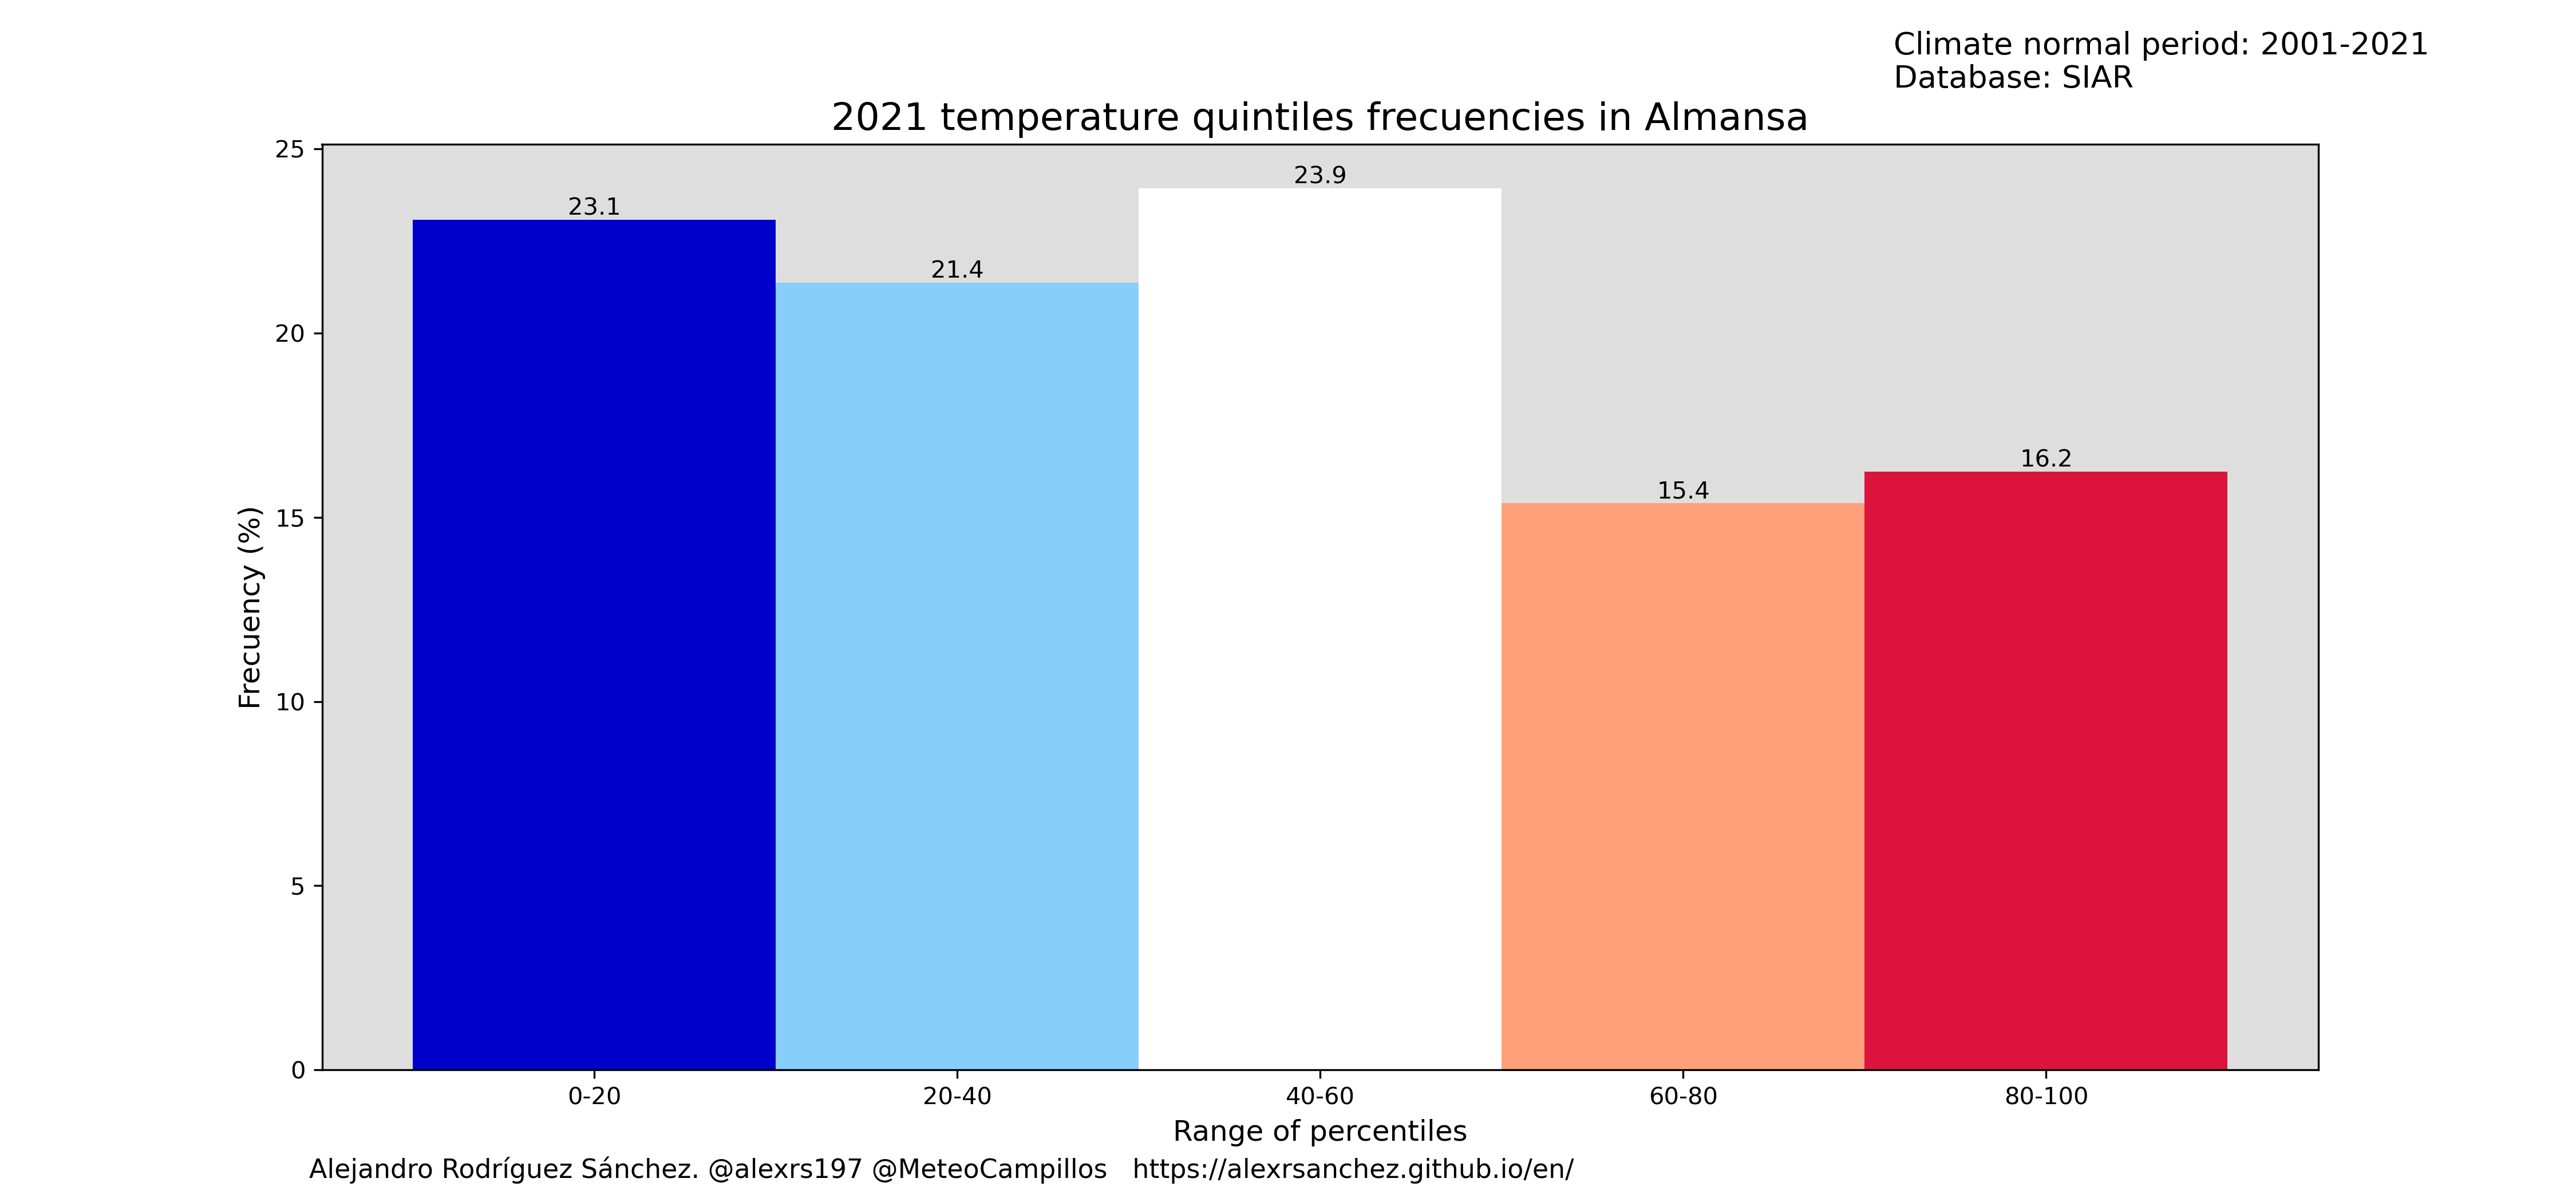 Climate normal period: 2001-2021
Database: SIAR
2021 temperature quintiles frecuencies in Almansa
25
20
15
10
5
0
Frecuency (%)
23.1
21.4
23.9
15.4
16.2
0-20
20-40
40-60
60-80
80-100
Range of percentiles
Alejandro Rodríguez Sánchez. @alexrs197 @MeteoCampillos https://alexrsanchez.github.io/en/